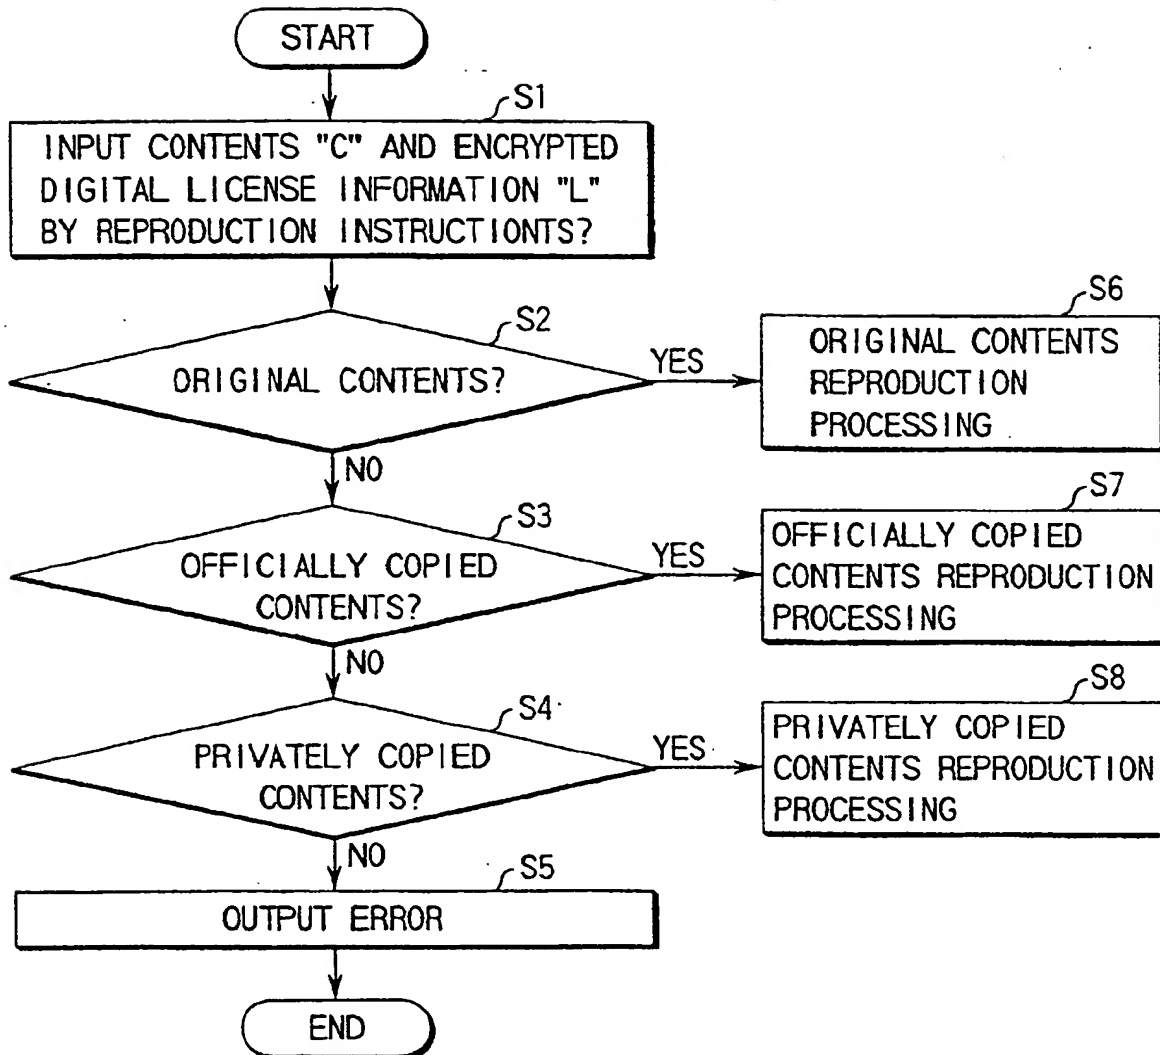 START
S1
INPUT CONTENTS "C" AND ENCRYPTED
DIGITAL LICENSE INFORMATION "L"
BY REPRODUCTION INSTRUCTIONTS?
S2
ORIGINAL CONTENTS?
YES
S6
ORIGINAL CONTENTS
REPRODUCTION
PROCESSING
NO
S3
OFFICIALLY COPIED
CONTENTS?
YES
S7
OFFICIALLY COPIED
CONTENTS REPRODUCTION
PROCESSING
NO
S4
PRIVATELY COPIED
CONTENTS?
YES
S8
PRIVATELY COPIED
CONTENTS REPRODUCTION
PROCESSING
NO
S5
OUTPUT ERROR
END